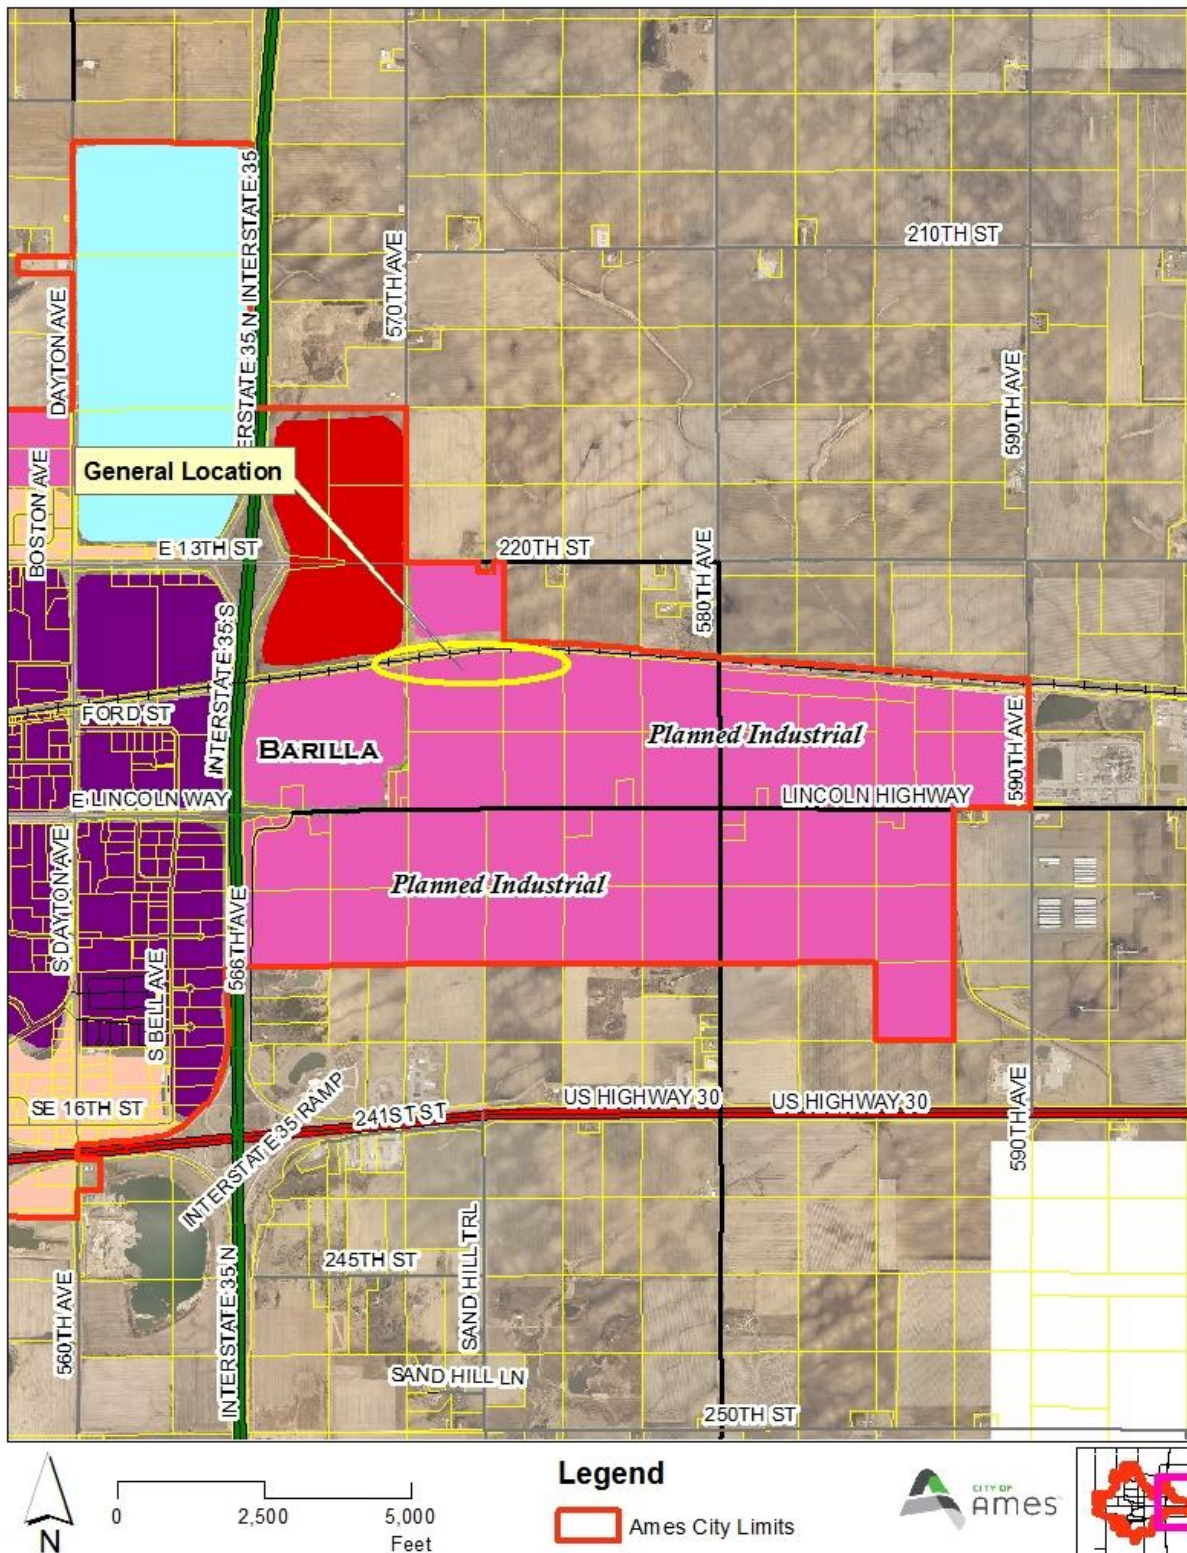 INTERSTATE 35
570TH AVE
210TH ST
DAYTON AVE
INTERSTATE 35 N
ERSTATE 35
590TH AVE
General Location
BOSTON AVE
E 13TH ST
220TH ST
580TH AVE
INTERSTATE 35 S
FORD ST
BARILLA
Planned Industrial
590TH AVE
E LINCOLN WAY
LINCOLN HIGHWAY
S DAYTON AVE
Planned Industrial
566TH AVE
S BELL AVE
SE 16TH ST
INTERSTATE 35 RAMP
241ST ST
US HIGHWAY 30
US HIGHWAY 30
590TH AVE
245TH ST
SAND HILL TRL
560TH AVE
INTERSTATE 35 N
SAND HILL LN
250TH ST
N
0 2,500 5,000
Feet
Legend
Ames City Limits
CITY OF
AMES